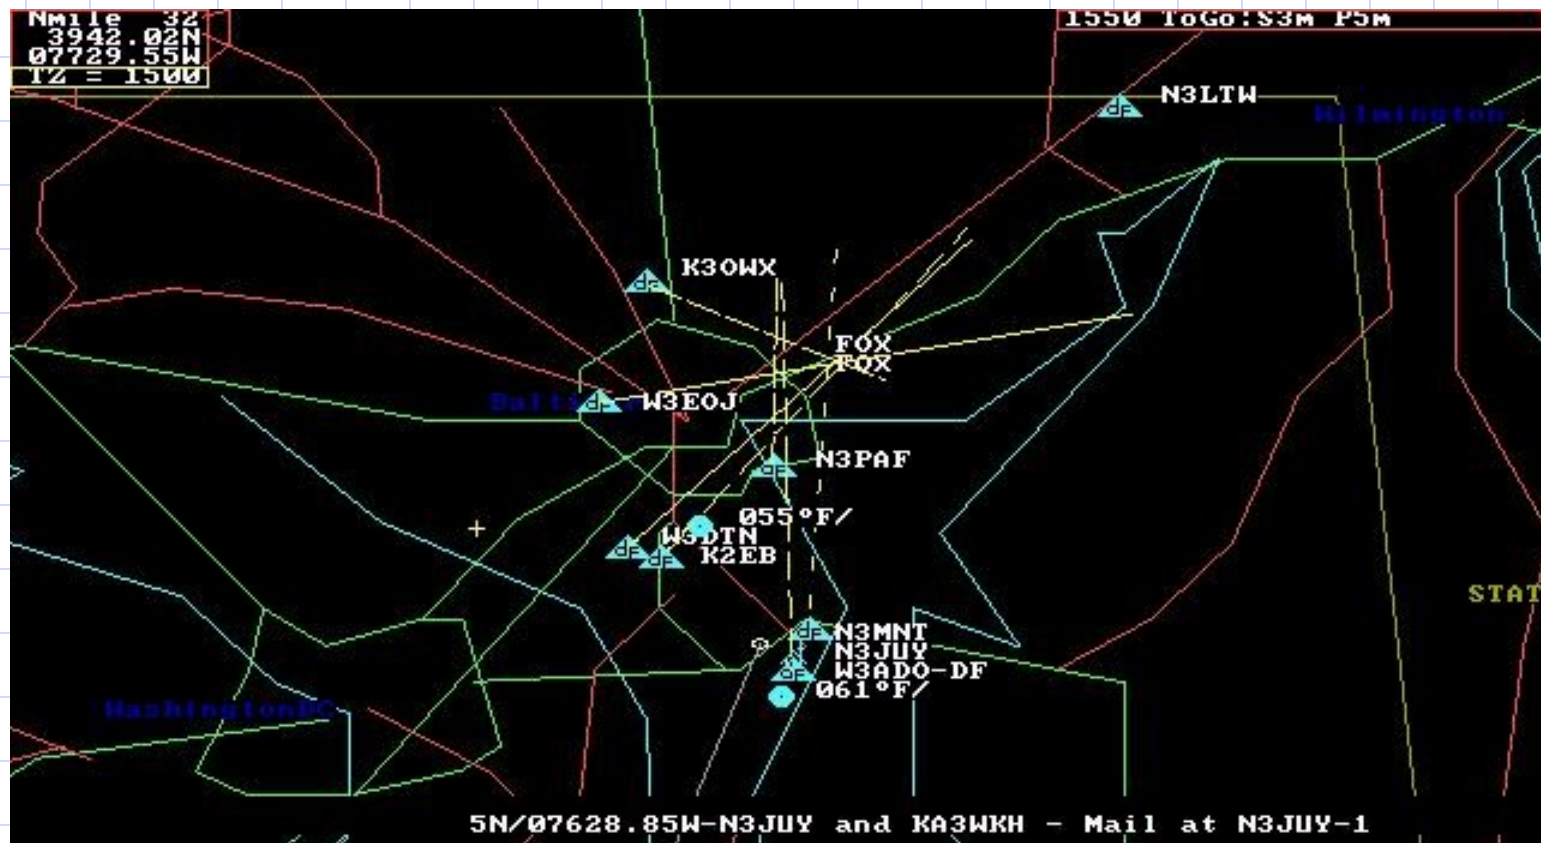 Nmile 32
3942.02N
07729.55W
TZ = 1500
1550 ToGo:S3m P5m
N3LTW
Wilmington
K3OWX
FOX
FOX
W3EOJ
N3PAF
055°F/
W3DTN
K2EB
STAT
N3MNT
N3JUY
W3ADO-DF
061°F/
WashingtonDC
5N/07628.85W-N3JUY and KA3WKH - Mail at N3JUY-1